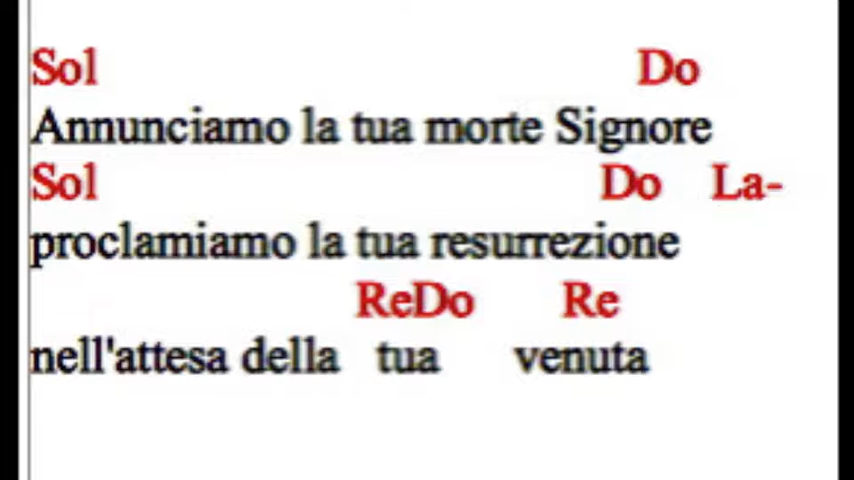 Sol Do
Annunciamo la tua morte Signore
Sol Do La-
proclamiamo la tua resurrezione
ReDo Re
nell'attesa della tua venuta